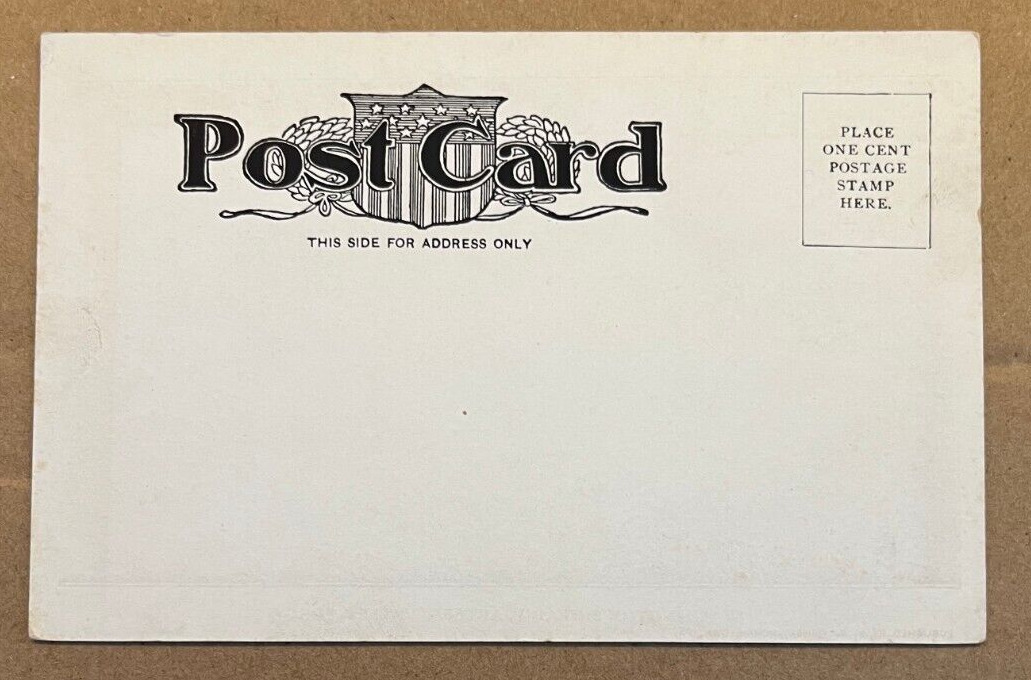 Post Card
THIS SIDE FOR ADDRESS ONLY
PLACE
ONE CENT
POSTAGE
STAMP
HERE.